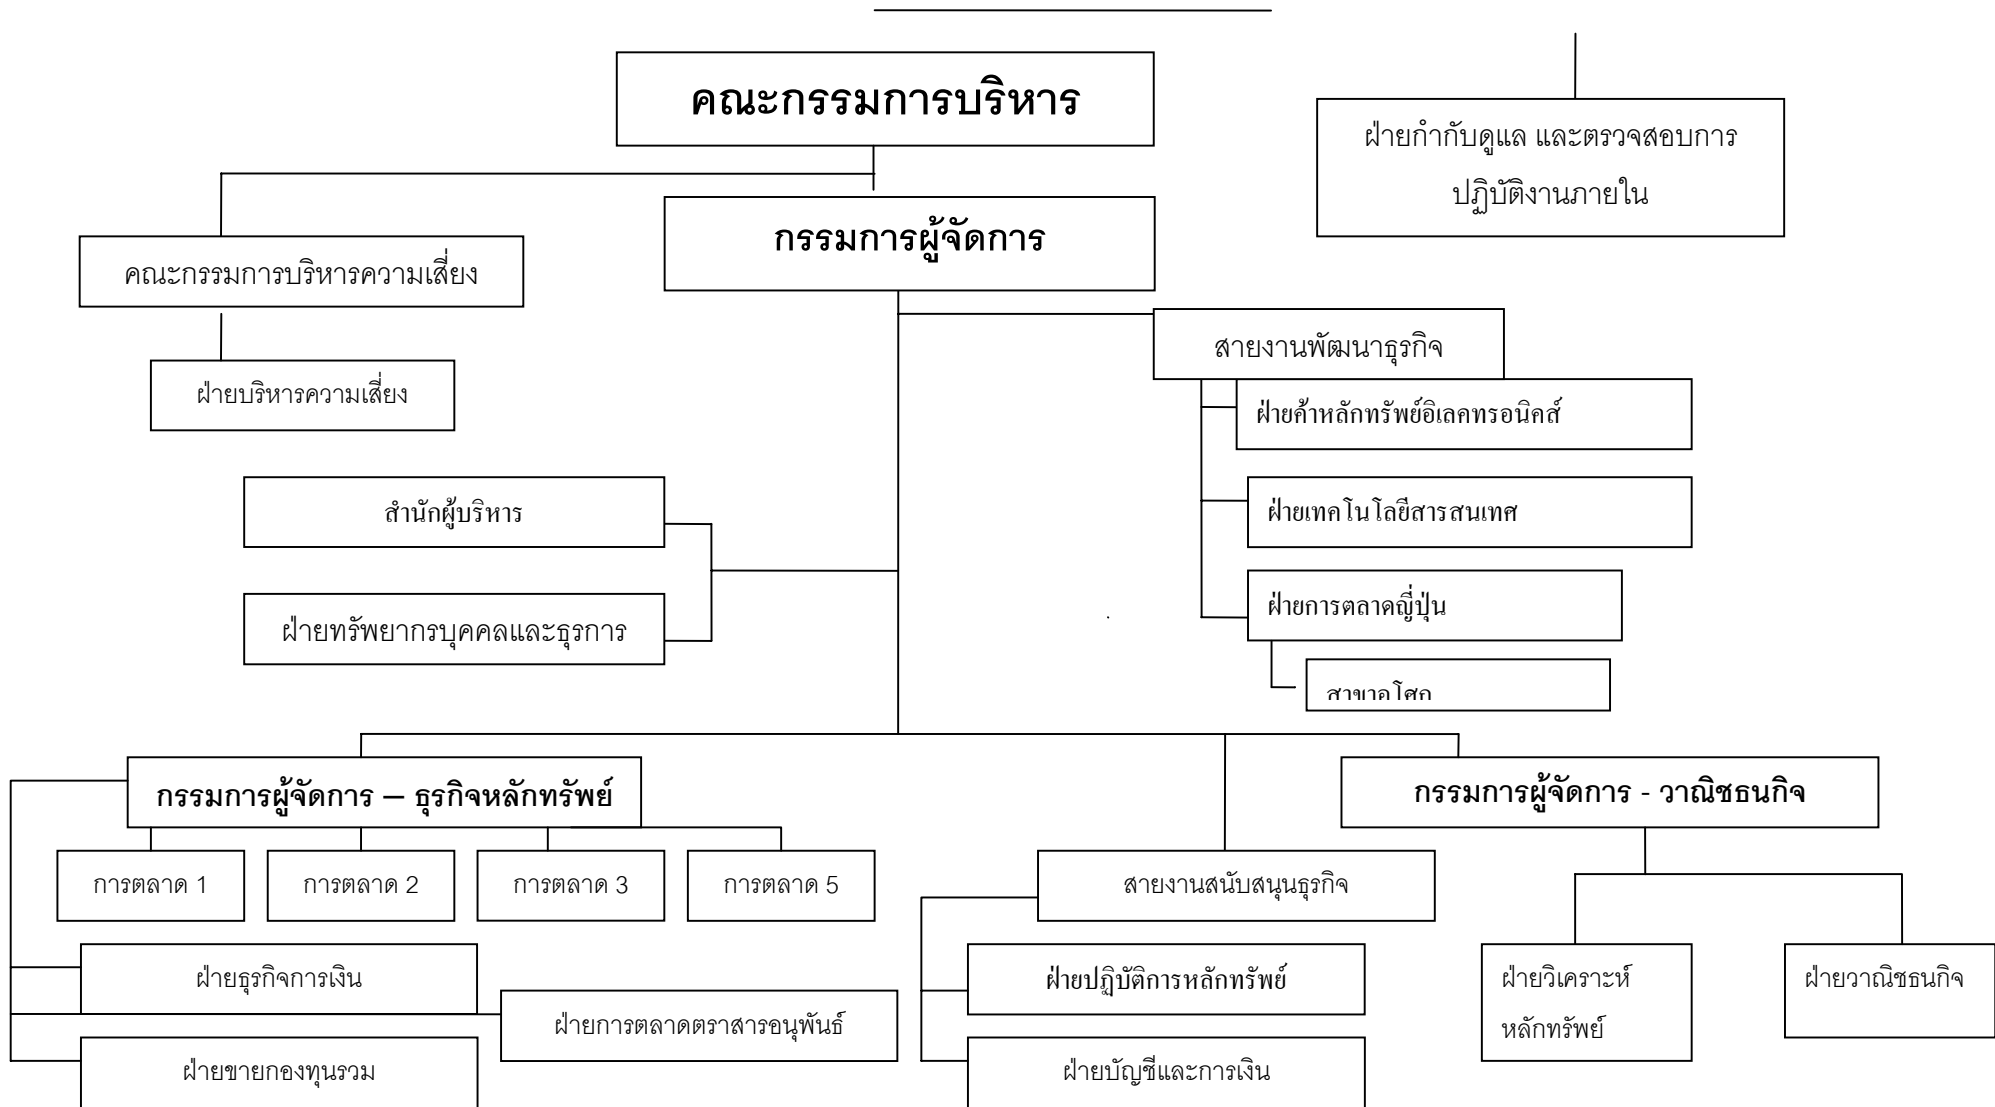 คณะกรรมการบริหาร
ฝ่ายกำกับดูแล และตรวจสอบการ
ปฏิบัติงานภายใน
กรรมการผู้จัดการ
คณะกรรมการบริหารความเสี่ยง
สายงานพัฒนาธุรกิจ
ฝ่ายบริหารความเสี่ยง
ฝ่ายค้าหลักทรัพย์อิเลคทรอนิคส์
สำนักผู้บริหาร
ฝ่ายเทคโนโลยีสารสนเทศ
ฝ่ายการตลาดญี่ปุ่น
ฝ่ายทรัพยากรบุคคลและธุรการ
สาขาอโศก
กรรมการผู้จัดการ – ธุรกิจหลักทรัพย์
กรรมการผู้จัดการ - วาณิชธนกิจ
การตลาด 1
การตลาด 2
การตลาด 3
การตลาด 5
สายงานสนับสนุนธุรกิจ
ฝ่ายธุรกิจการเงิน
ฝ่ายปฏิบัติการหลักทรัพย์
ฝ่ายวิเคราะห์
หลักทรัพย์
ฝ่ายวาณิชธนกิจ
ฝ่ายการตลาดตราสารอนุพันธ์
ฝ่ายขายกองทุนรวม
ฝ่ายบัญชีและการเงิน